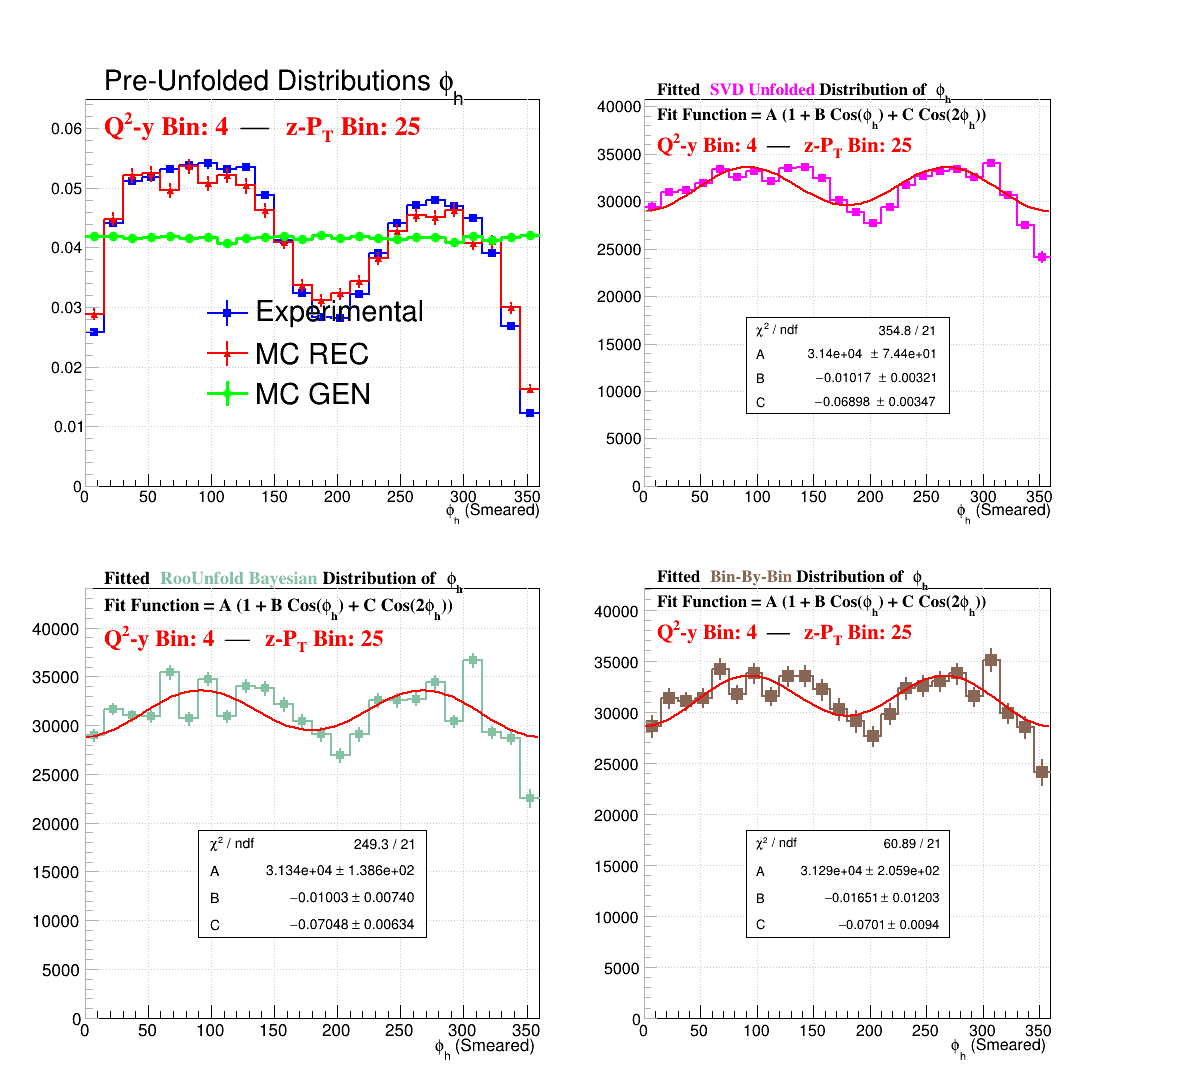 Pre-Unfolded Distributions ϕh
Q²-y Bin: 4 — z-PT Bin: 25
0.06
0.05
0.04
0.03
0.02
0.01
0
Experimental
MC REC
MC GEN
0 50 100 150 200 250 300 350
ϕh (Smeared)
Fitted SVD Unfolded Distribution of ϕh
Fit Function = A (1 + B Cos(ϕh) + C Cos(2ϕh))
Q²-y Bin: 4 — z-PT Bin: 25
40000
35000
30000
25000
20000
15000
10000
5000
0
χ² / ndf 354.8 / 21
A 3.14e+04 ± 7.44e+01
B −0.01017 ± 0.00321
C −0.06898 ± 0.00347
0 50 100 150 200 250 300 350
ϕh (Smeared)
Fitted RooUnfold Bayesian Distribution of ϕh
Fit Function = A (1 + B Cos(ϕh) + C Cos(2ϕh))
Q²-y Bin: 4 — z-PT Bin: 25
40000
35000
30000
25000
20000
15000
10000
5000
0
χ² / ndf 249.3 / 21
A 3.134e+04 ± 1.386e+02
B −0.01003 ± 0.00740
C −0.07048 ± 0.00634
0 50 100 150 200 250 300 350
ϕh (Smeared)
Fitted Bin-By-Bin Distribution of ϕh
Fit Function = A (1 + B Cos(ϕh) + C Cos(2ϕh))
Q²-y Bin: 4 — z-PT Bin: 25
40000
35000
30000
25000
20000
15000
10000
5000
0
χ² / ndf 60.89 / 21
A 3.129e+04 ± 2.059e+02
B −0.01651 ± 0.01203
C −0.0701 ± 0.0094
0 50 100 150 200 250 300 350
ϕh (Smeared)